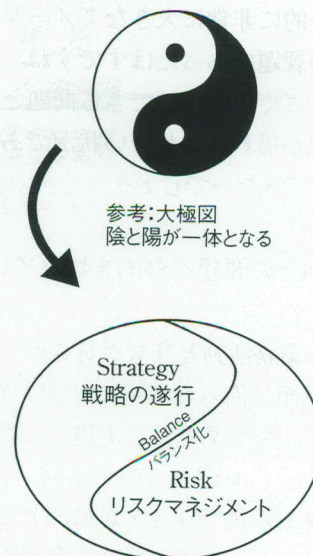 参考:大極図
陰と陽が一体となる
Strategy
戦略の遂行
Balance
バランス化
Risk
リスクマネジメント